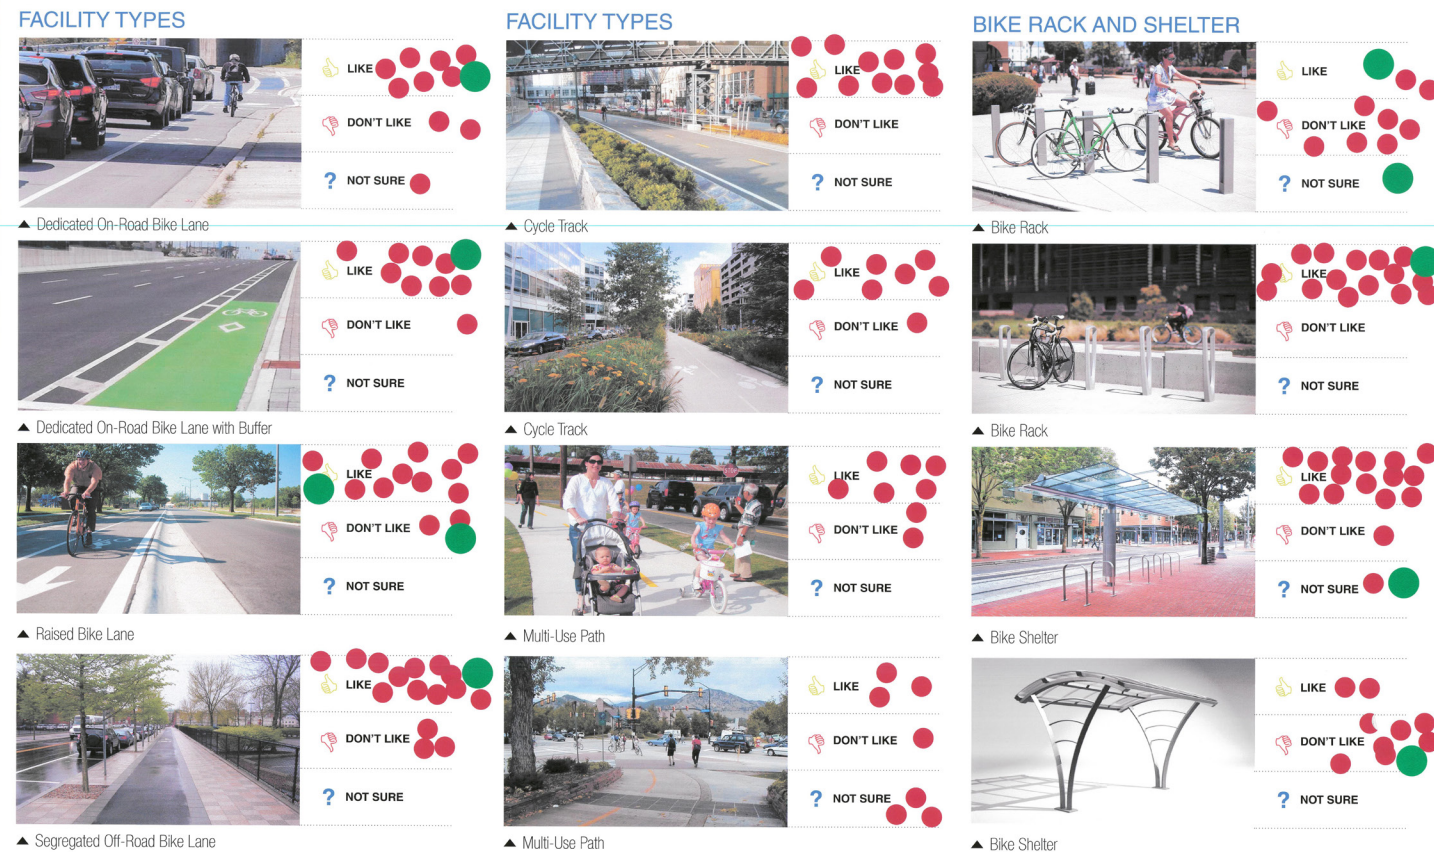 FACILITY TYPES
LIKE
DON'T LIKE
? NOT SURE
▲ Dedicated On-Road Bike Lane
LIKE
DON'T LIKE
? NOT SURE
▲ Dedicated On-Road Bike Lane with Buffer
LIKE
DON'T LIKE
? NOT SURE
▲ Raised Bike Lane
LIKE
DON'T LIKE
? NOT SURE
▲ Segregated Off-Road Bike Lane
FACILITY TYPES
LIKE
DON'T LIKE
? NOT SURE
▲ Cycle Track
LIKE
DON'T LIKE
? NOT SURE
▲ Cycle Track
LIKE
DON'T LIKE
? NOT SURE
▲ Multi-Use Path
LIKE
DON'T LIKE
? NOT SURE
▲ Multi-Use Path
BIKE RACK AND SHELTER
LIKE
DON'T LIKE
? NOT SURE
▲ Bike Rack
LIKE
DON'T LIKE
? NOT SURE
▲ Bike Rack
LIKE
DON'T LIKE
? NOT SURE
▲ Bike Shelter
LIKE
DON'T LIKE
? NOT SURE
▲ Bike Shelter